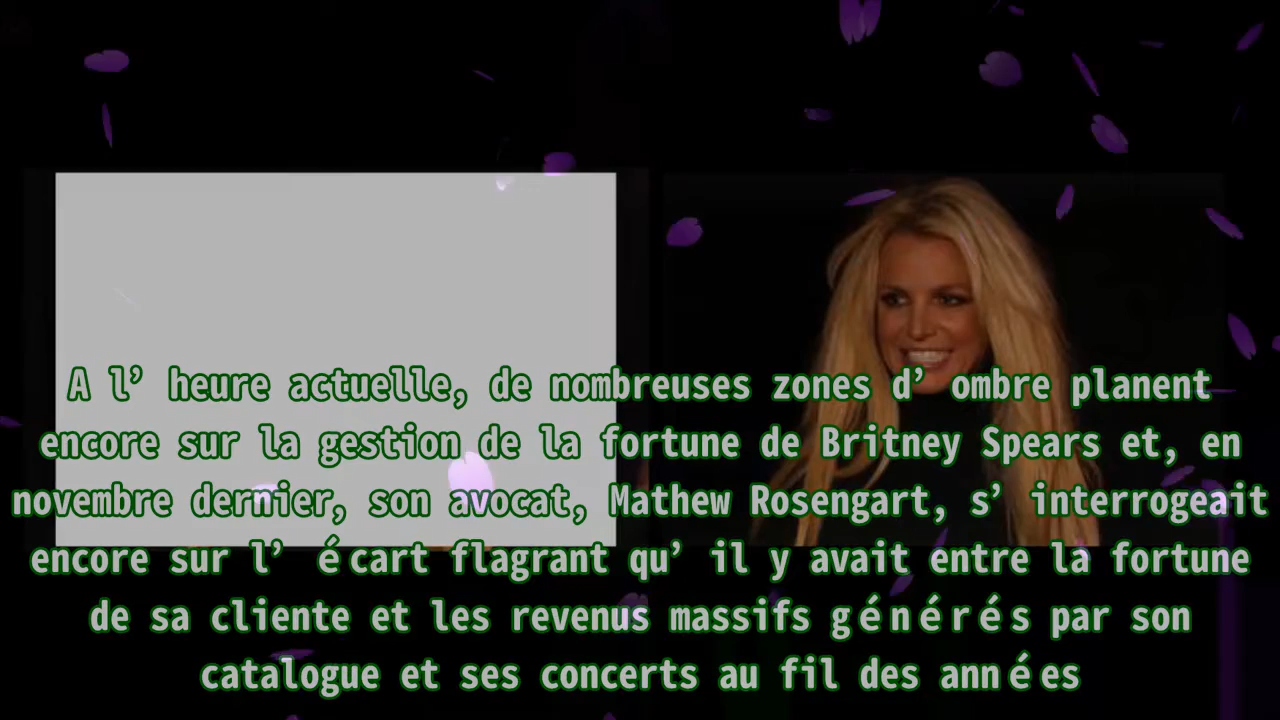 A l’ heure actuelle, de nombreuses zones d’ ombre planent
encore sur la gestion de la fortune de Britney Spears et, en
novembre dernier, son avocat, Mathew Rosengart, s’ interrogeait
encore sur l’ écart flagrant qu’ il y avait entre la fortune
de sa cliente et les revenus massifs générés par son
catalogue et ses concerts au fil des années